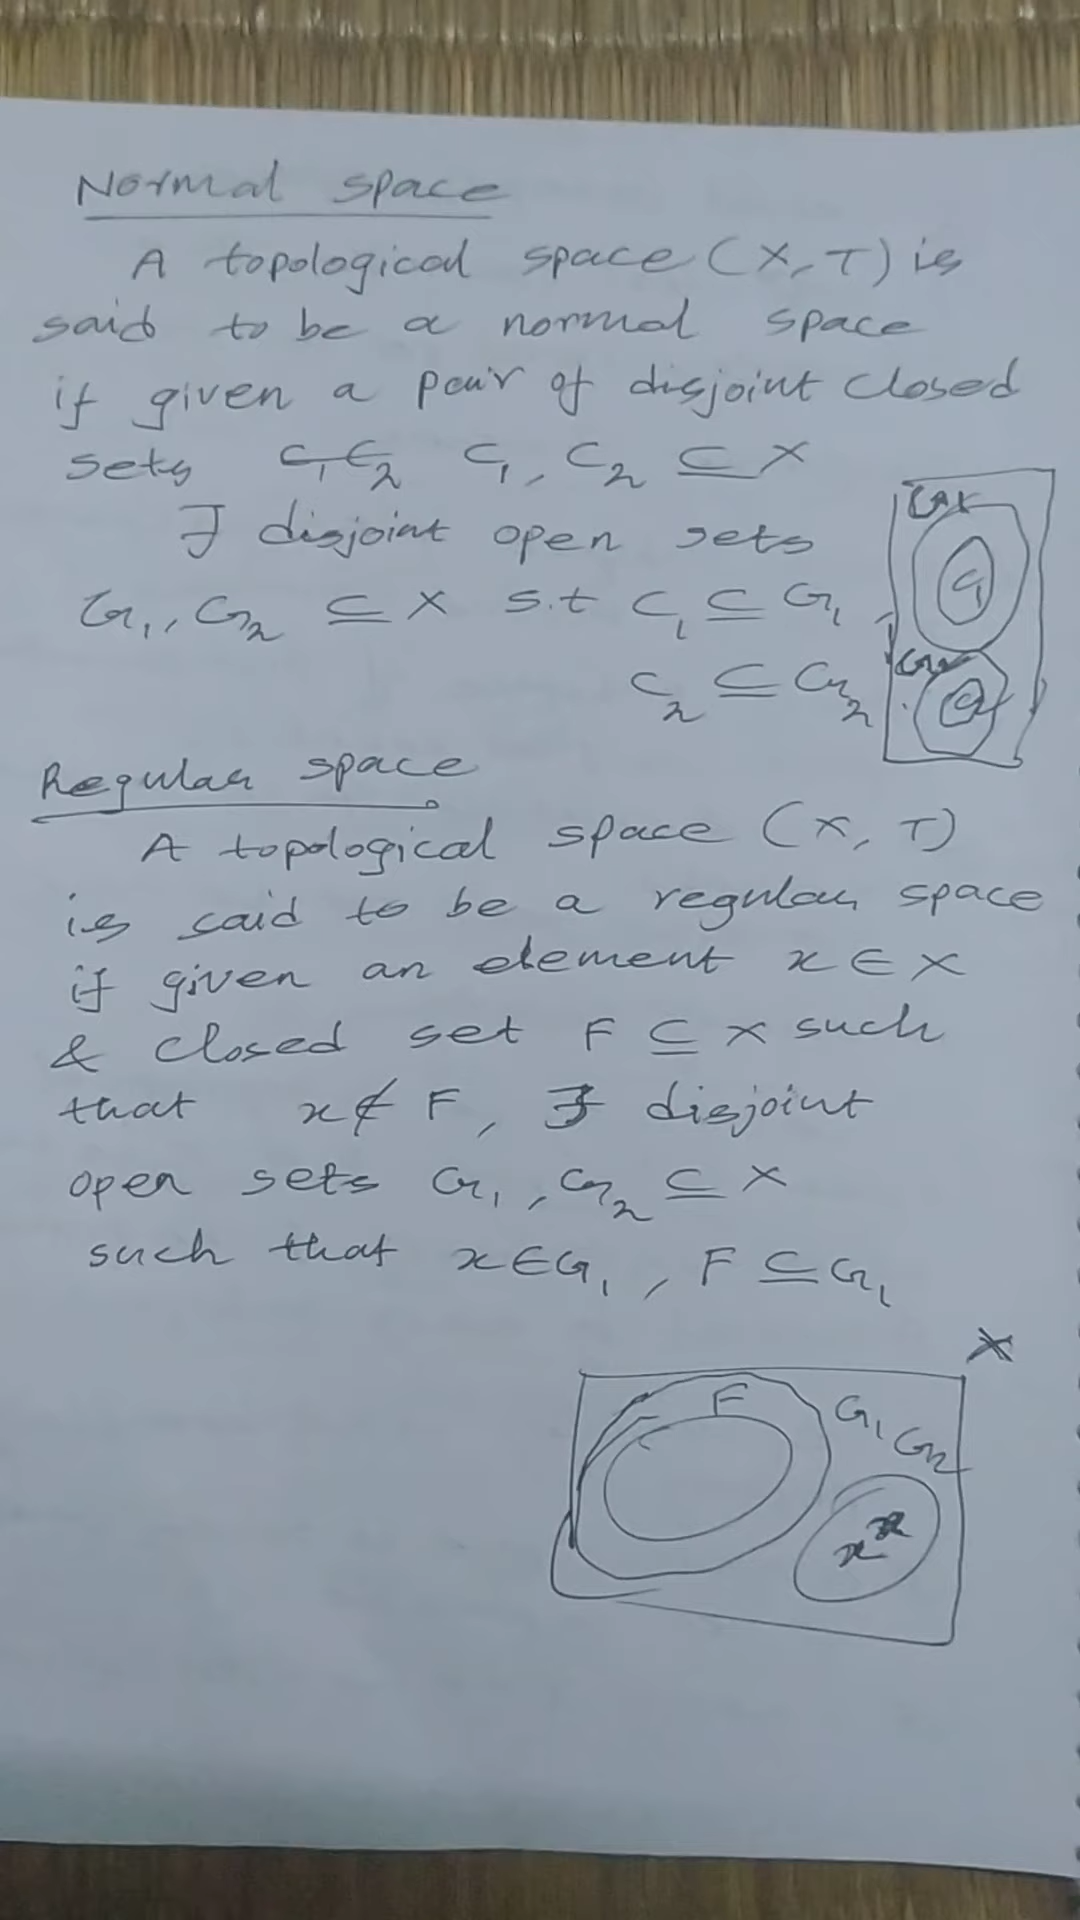 Normal space
A topological space (X, T) is
said to be a normal space
if given a pair of disjoint closed
sets C₁, C₂ ⊆ X
∃ disjoint open sets
G₁, G₂ ⊆ X s.t C₁ ⊆ G₁,
C₂ ⊆ G₂
G₁
C₁
G₂
C₂
Regular space
A topological space (X, T)
is said to be a regular space
if given an element x ∈ X
& closed set F ⊆ X such
that x ∉ F, ∃ disjoint
open sets G₁, G₂ ⊆ X
such that x ∈ G₁, F ⊆ G₁
X
F G₁ G₂
x x